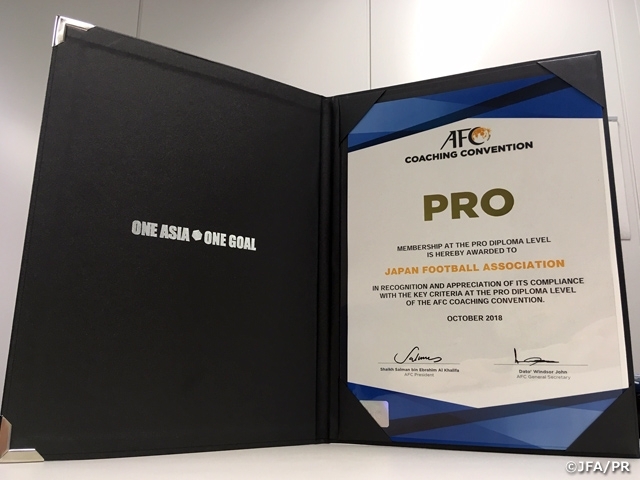 ONE ASIA ONE GOAL
AFC
COACHING CONVENTION
PRO
MEMBERSHIP AT THE PRO DIPLOMA LEVEL
IS HEREBY AWARDED TO
JAPAN FOOTBALL ASSOCIATION
IN RECOGNITION AND APPRECIATION OF ITS COMPLIANCE
WITH THE KEY CRITERIA AT THE PRO DIPLOMA LEVEL
OF THE AFC COACHING CONVENTION.
OCTOBER 2018
Sheikh Salman bin Ebrahim Al Khalifa
AFC President
Dato' Windsor John
AFC General Secretary
©JFA/PR